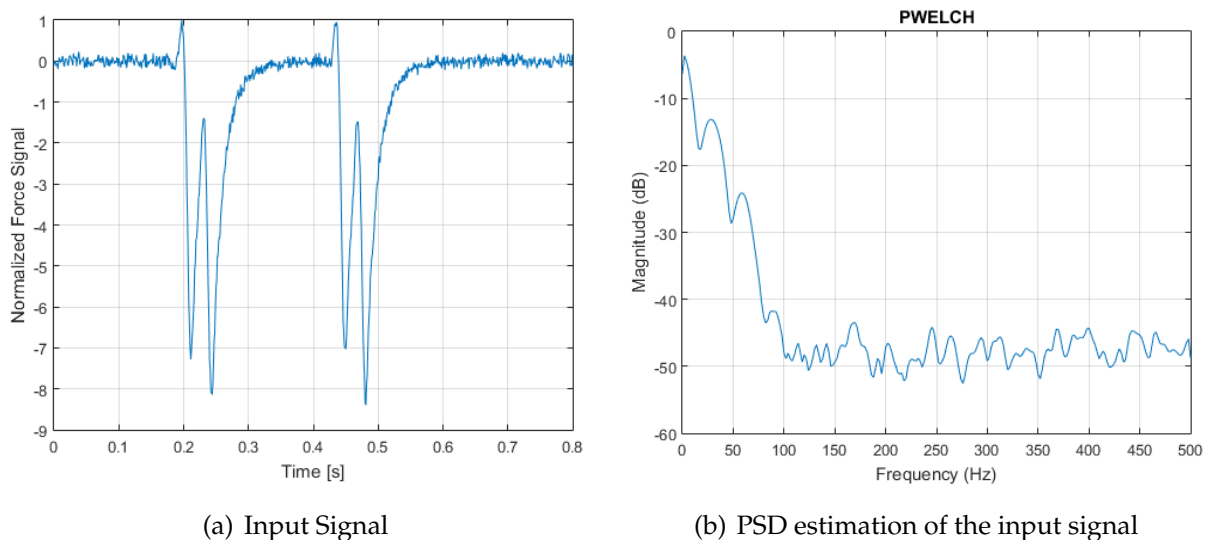 1
0
-1
-2
-3
-4
-5
-6
-7
-8
-9
Normalized Force Signal
0 0.1 0.2 0.3 0.4 0.5 0.6 0.7 0.8
Time [s]
(a) Input Signal
PWELCH
0
-10
-20
-30
-40
-50
-60
Magnitude (dB)
0 50 100 150 200 250 300 350 400 450 500
Frequency (Hz)
(b) PSD estimation of the input signal